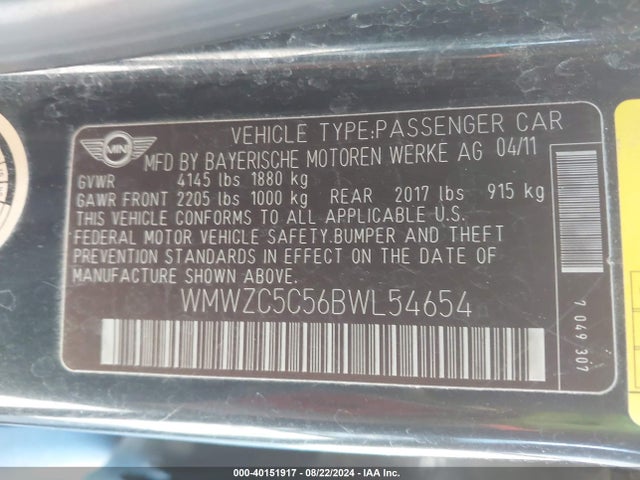 MINI
VEHICLE TYPE:PASSENGER CAR
MFD BY BAYERISCHE MOTOREN WERKE AG 04/11
GVWR 4145 lbs 1880 kg
GAWR FRONT 2205 lbs 1000 kg REAR 2017 lbs 915 kg
THIS VEHICLE CONFORMS TO ALL APPLICABLE U.S.
FEDERAL MOTOR VEHICLE SAFETY.BUMPER AND THEFT
PREVENTION STANDARDS IN EFFECT ON THE DATE OF
MANUFACTURE SHOWN ABOVE:
WMWZC5C56BWL54654
7 049 307
000-40151917 - 08/22/2024 - IAA Inc.